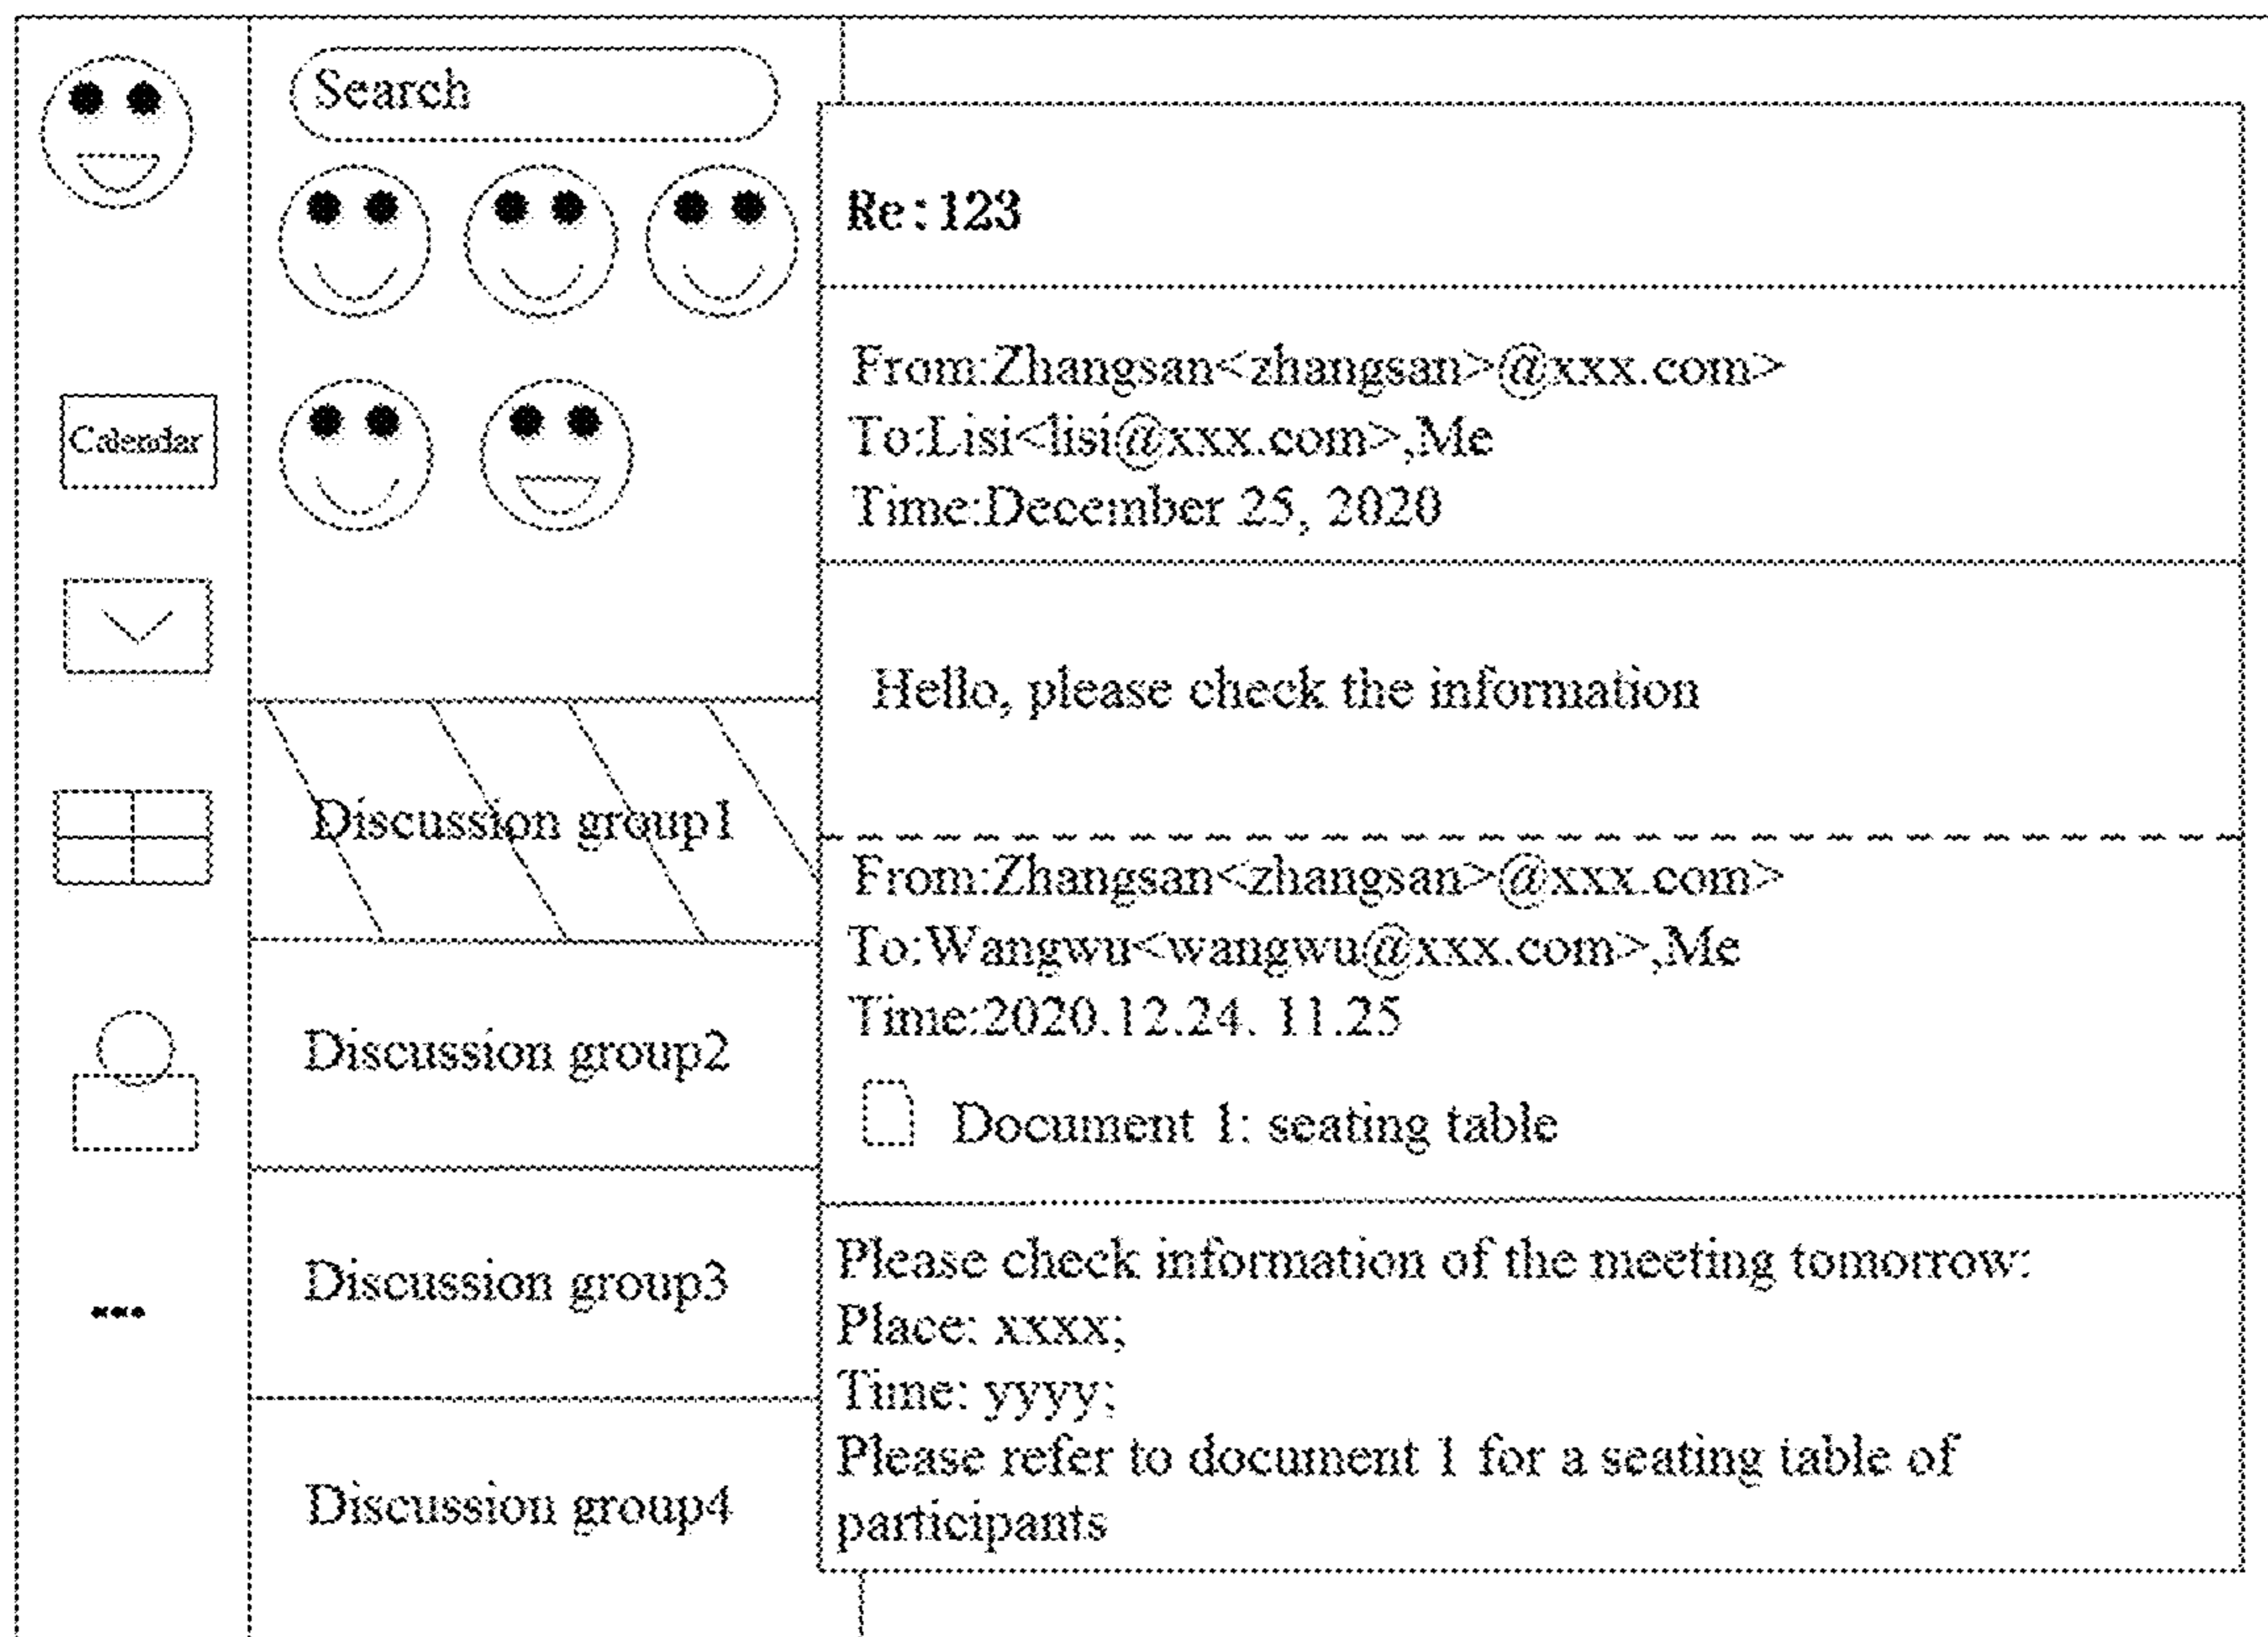 Search
Calendar
Discussion group1
Discussion group2
Discussion group3
Discussion group4
Re:123
From:Zhangsan<zhangsan>@xxx.com>
To:Lisi<lisi@xxx.com>,Me
Time:December 25, 2020
Hello, please check the information
From:Zhangsan<zhangsan>@xxx.com>
To:Wangwu<wangwu@xxx.com>,Me
Time:2020.12.24. 11.25
Document 1: seating table
Please check information of the meeting tomorrow:
Place: xxxx;
Time: yyyy;
Please refer to document 1 for a seating table of
participants